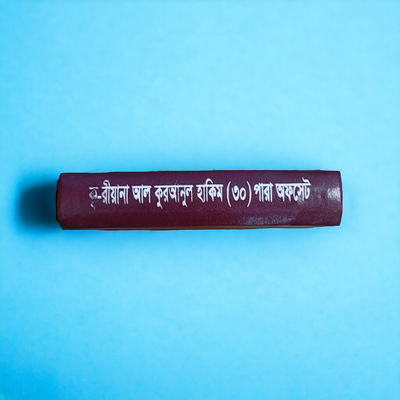 ক্ব-রীয়ানা আল কুরআনুল হাকিম (৩০) পারা অফসেট